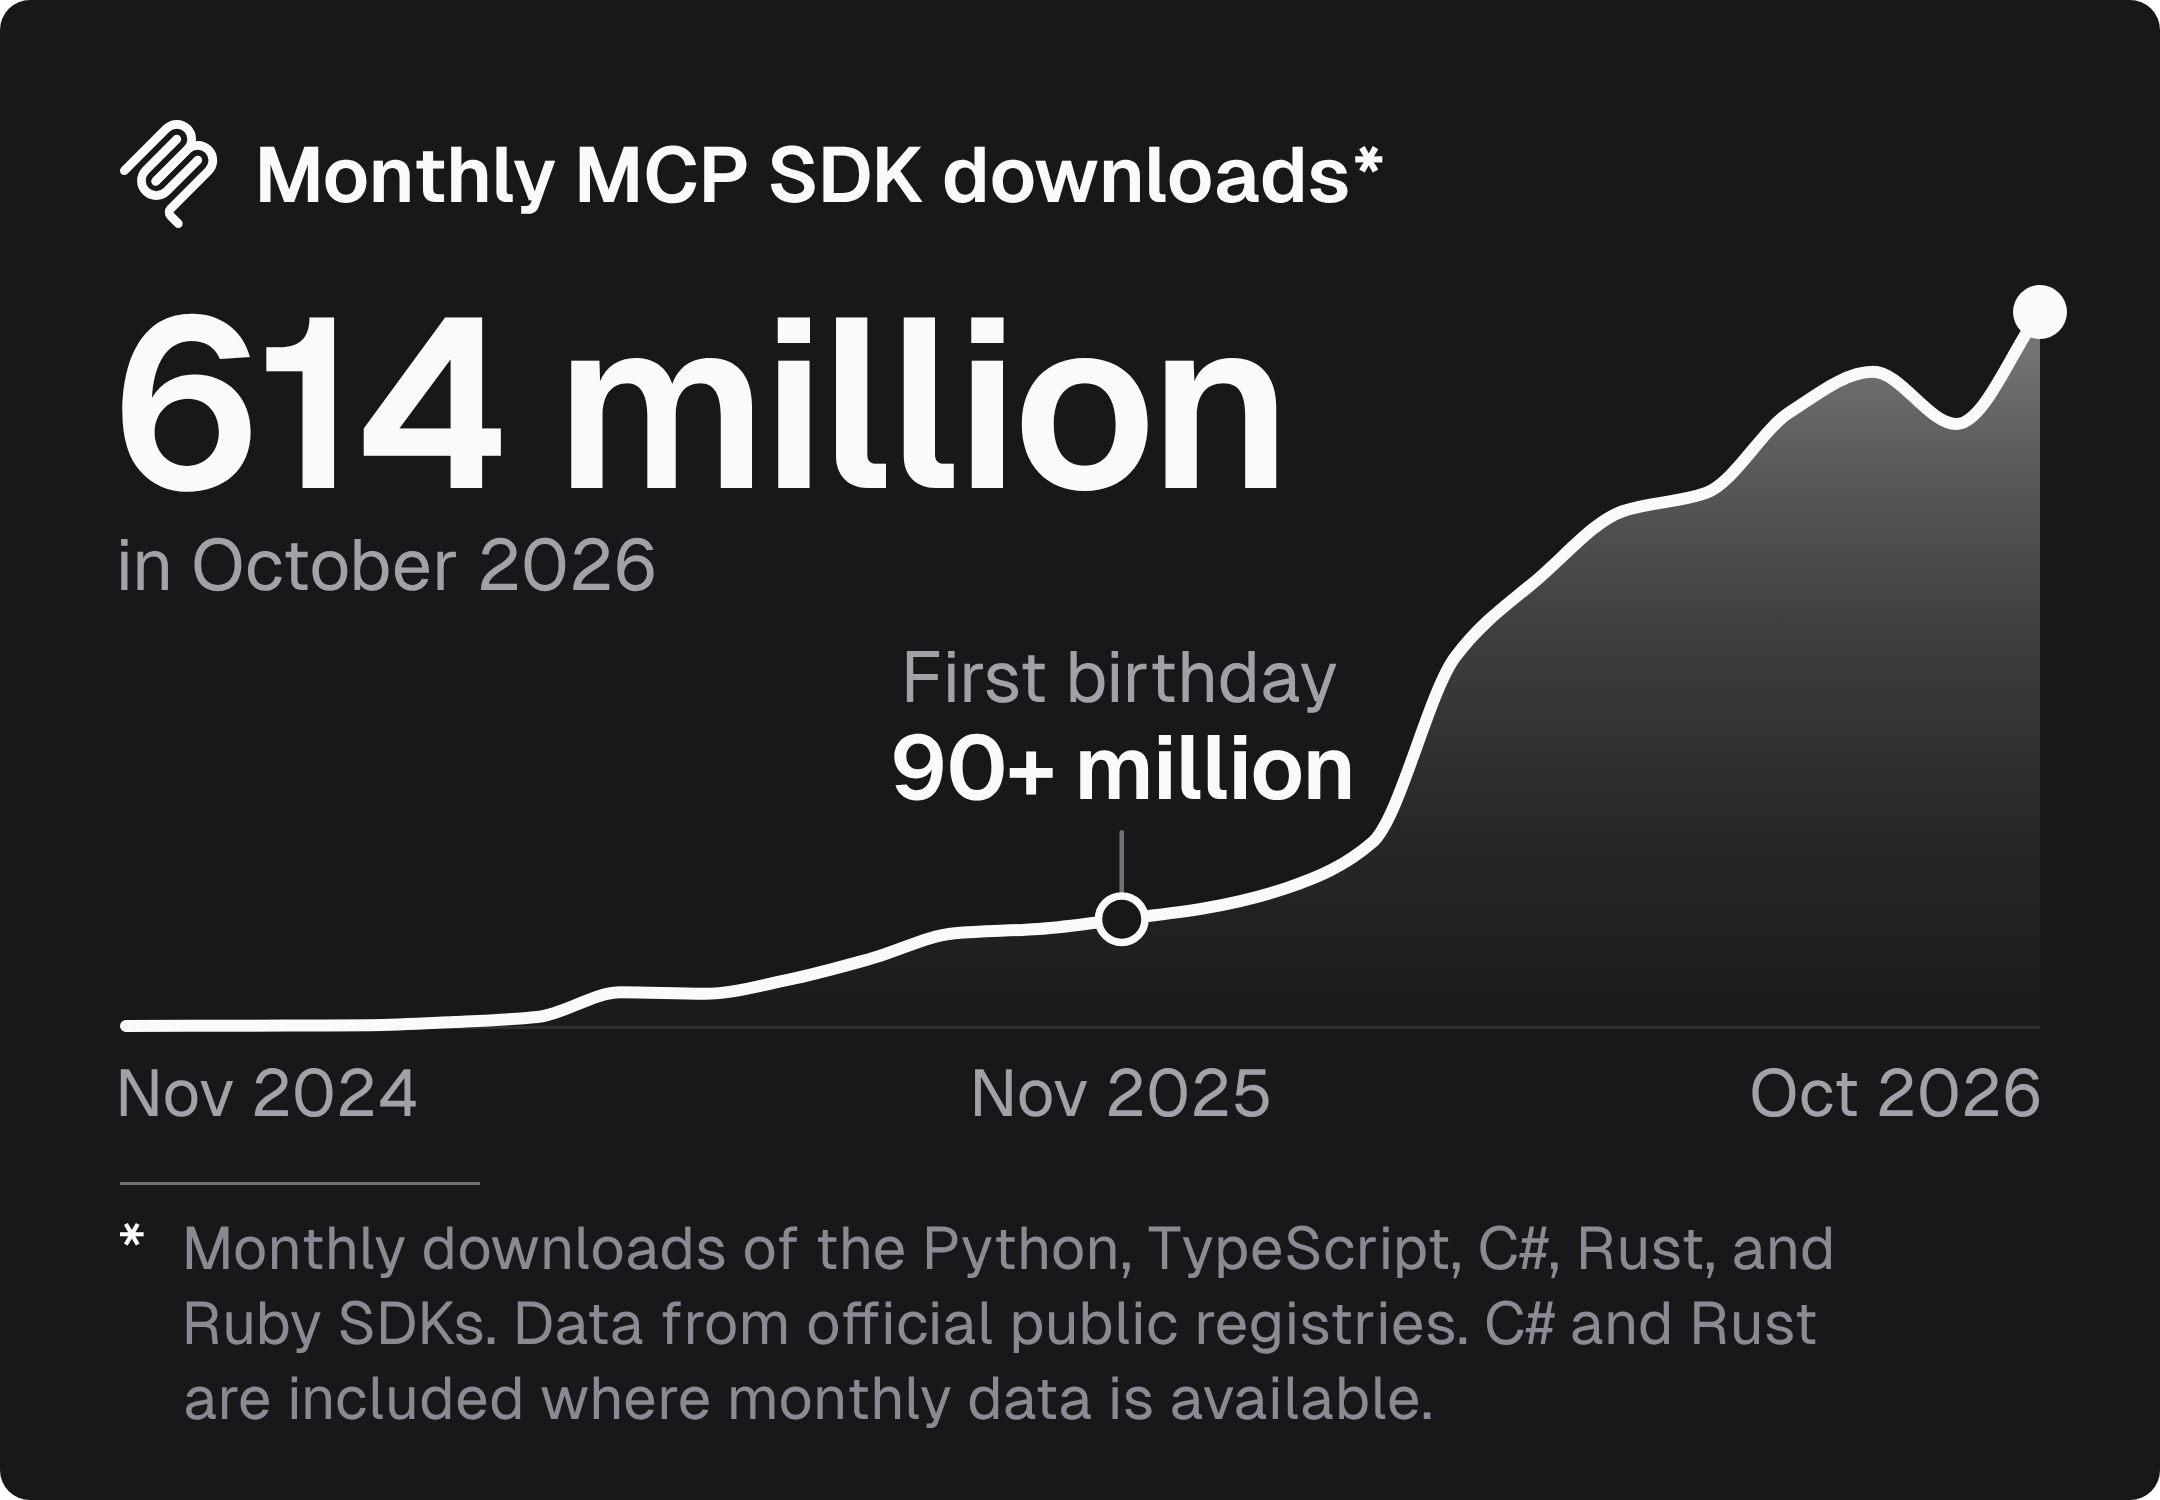 Monthly MCP SDK downloads*
614 million
in October 2026
First birthday
90+ million
Nov 2024
Nov 2025
Oct 2026
* Monthly downloads of the Python, TypeScript, C#, Rust, and
Ruby SDKs. Data from official public registries. C# and Rust
are included where monthly data is available.